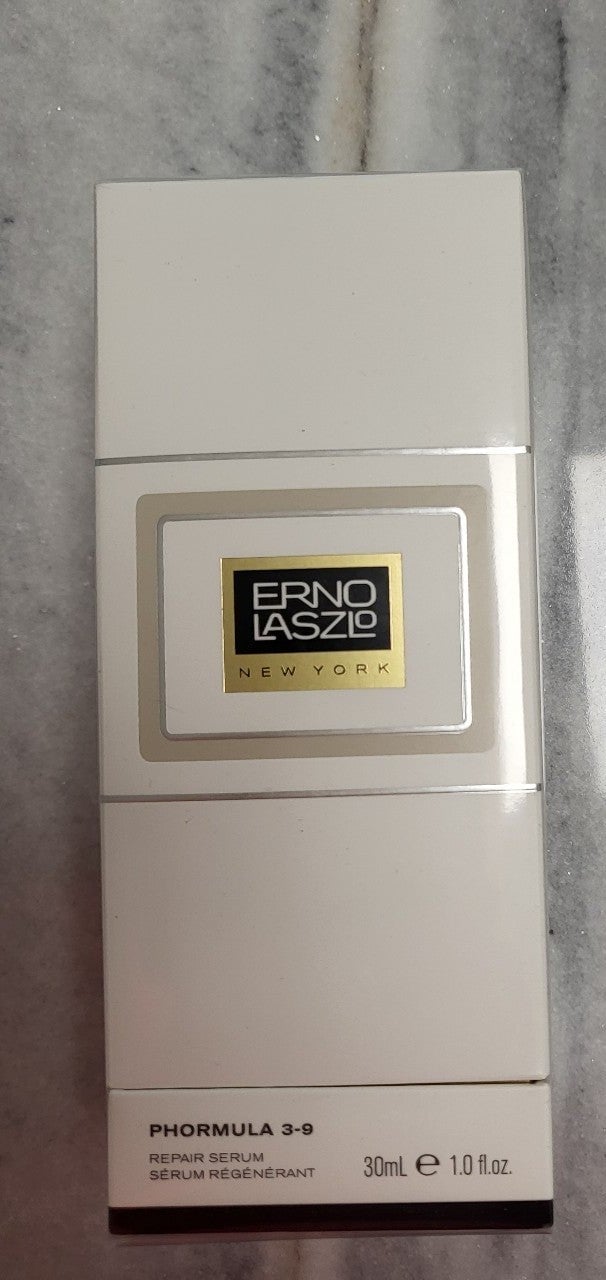 ERNO
LASZLO
NEW YORK
PHORMULA 3-9
REPAIR SERUM
SÉRUM RÉGÉNÉRANT
30mL ℮ 1.0 fl.oz.